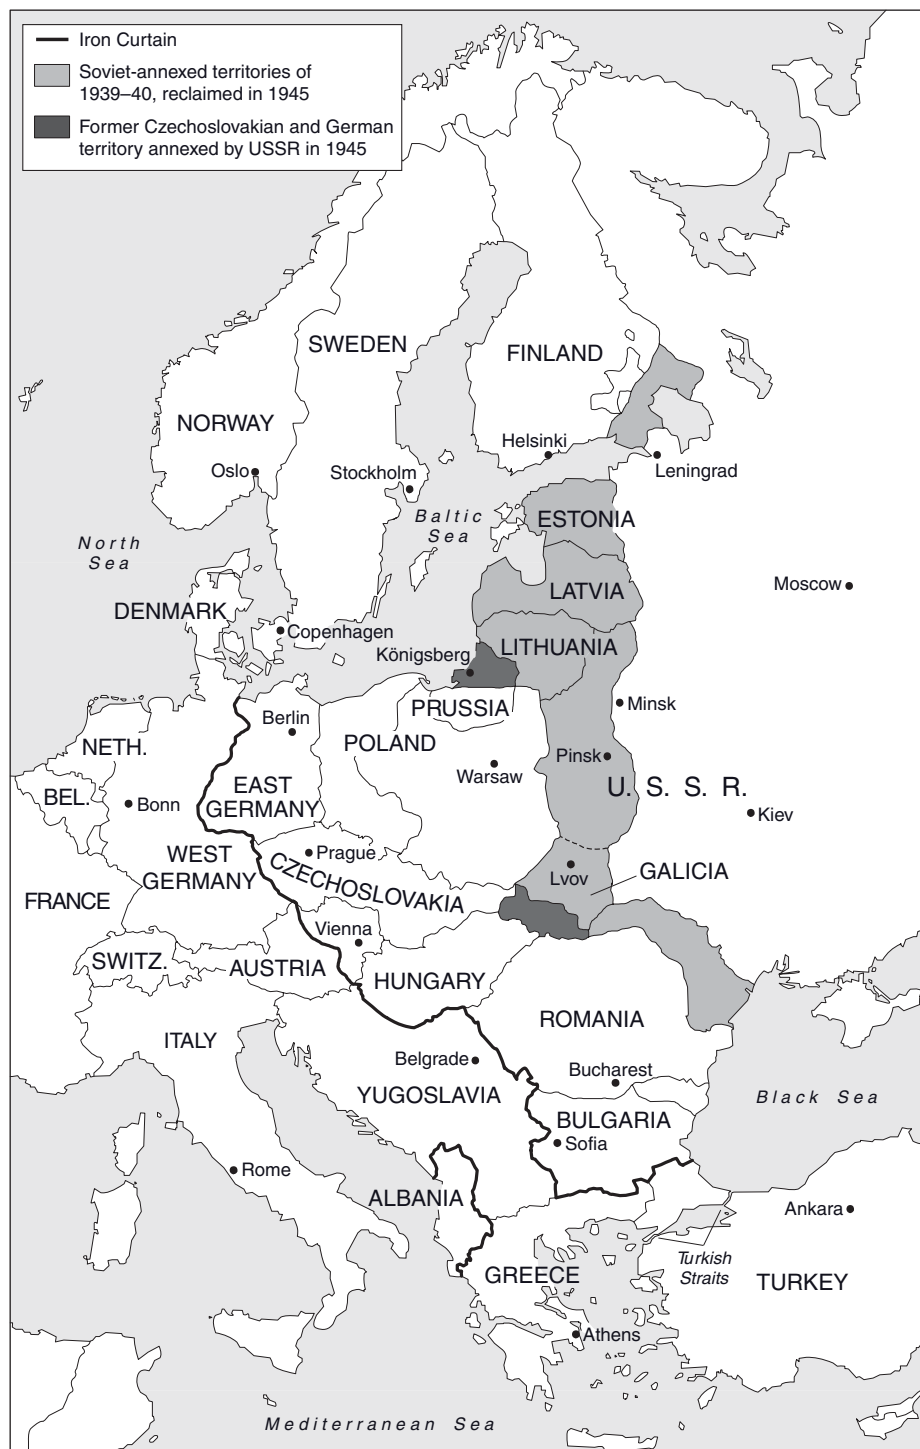 Iron Curtain
Soviet-annexed territories of
1939–40, reclaimed in 1945
Former Czechoslovakian and German
territory annexed by USSR in 1945
SWEDEN
FINLAND
NORWAY
Helsinki
Oslo
Stockholm
Leningrad
Baltic
Sea
ESTONIA
North
Sea
Moscow
LATVIA
DENMARK
Copenhagen
Königsberg
LITHUANIA
Minsk
PRUSSIA
Berlin
POLAND
NETH.
Pinsk
Warsaw
EAST
GERMANY
U. S. S. R.
BEL.
Bonn
Kiev
WEST
GERMANY
Prague
CZECHOSLOVAKIA
Lvov
GALICIA
FRANCE
Vienna
SWITZ.
AUSTRIA
HUNGARY
ROMANIA
ITALY
Belgrade
Bucharest
YUGOSLAVIA
Black Sea
BULGARIA
Sofia
Rome
ALBANIA
Ankara
Turkish
Straits
GREECE
TURKEY
Athens
Mediterranean Sea